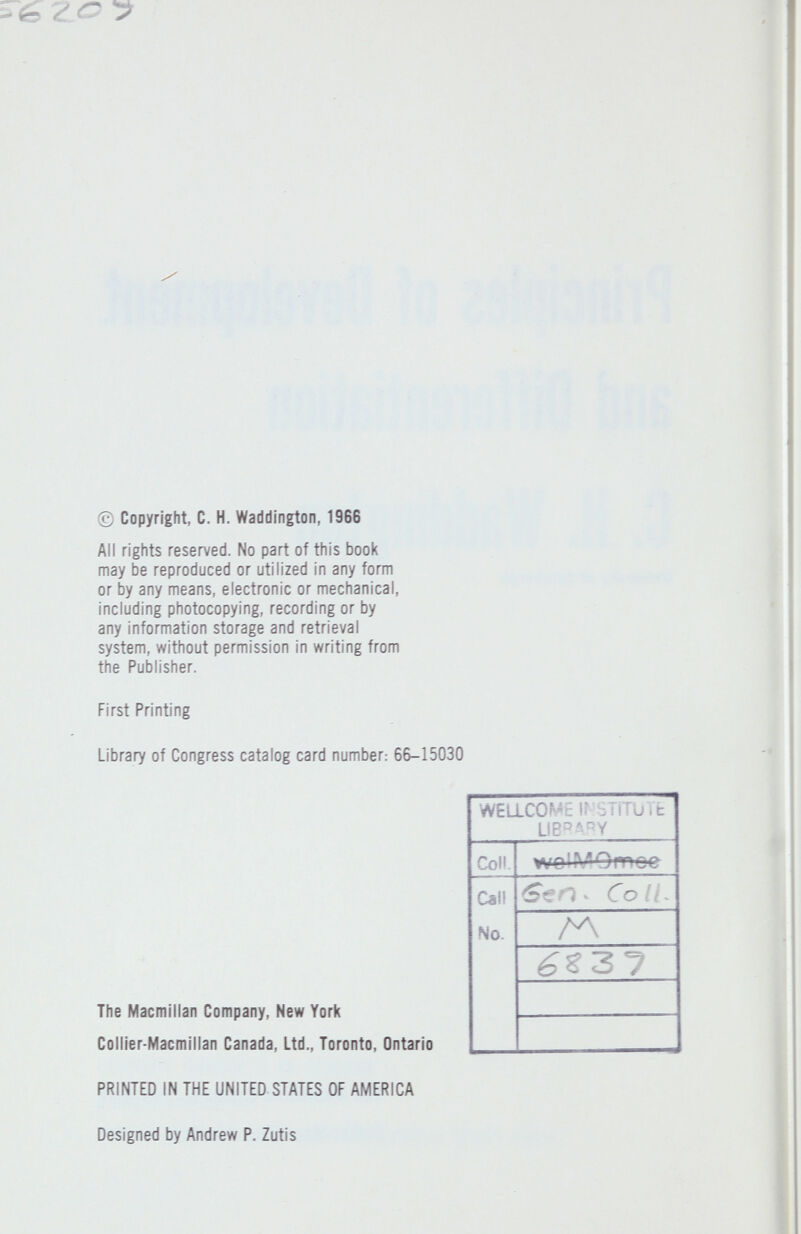 56209
© Copyright, C. H. Waddington, 1966
All rights reserved. No part of this book
may be reproduced or utilized in any form
or by any means, electronic or mechanical,
including photocopying, recording or by
any information storage and retrieval
system, without permission in writing from
the Publisher.
First Printing
Library of Congress catalog card number: 66-15030
WELLCOME INSTITUTE
LIBRARY
Coll. welMOmec
Call Gen. Coll.
No. M
6839
The Macmillan Company, New York
Collier-Macmillan Canada, Ltd., Toronto, Ontario
PRINTED IN THE UNITED STATES OF AMERICA
Designed by Andrew P. Zutis